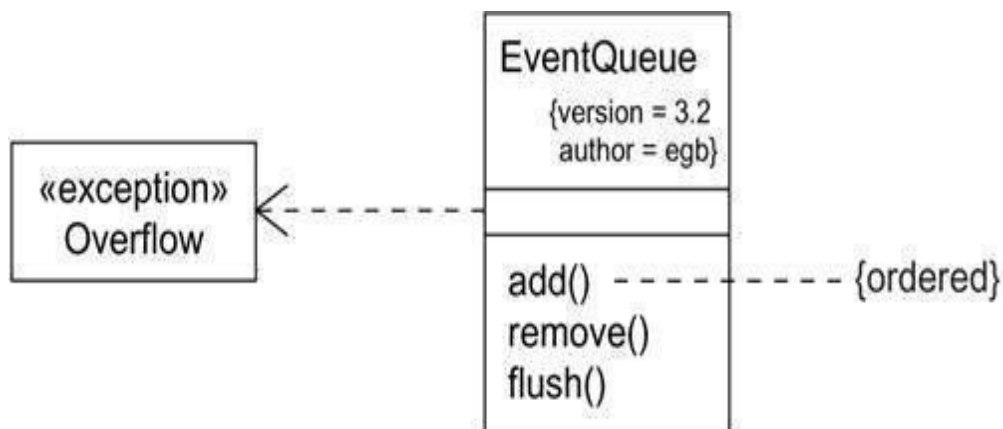 EventQueue
{version = 3.2
author = egb}
«exception»
Overflow
add()
{ordered}
remove()
flush()